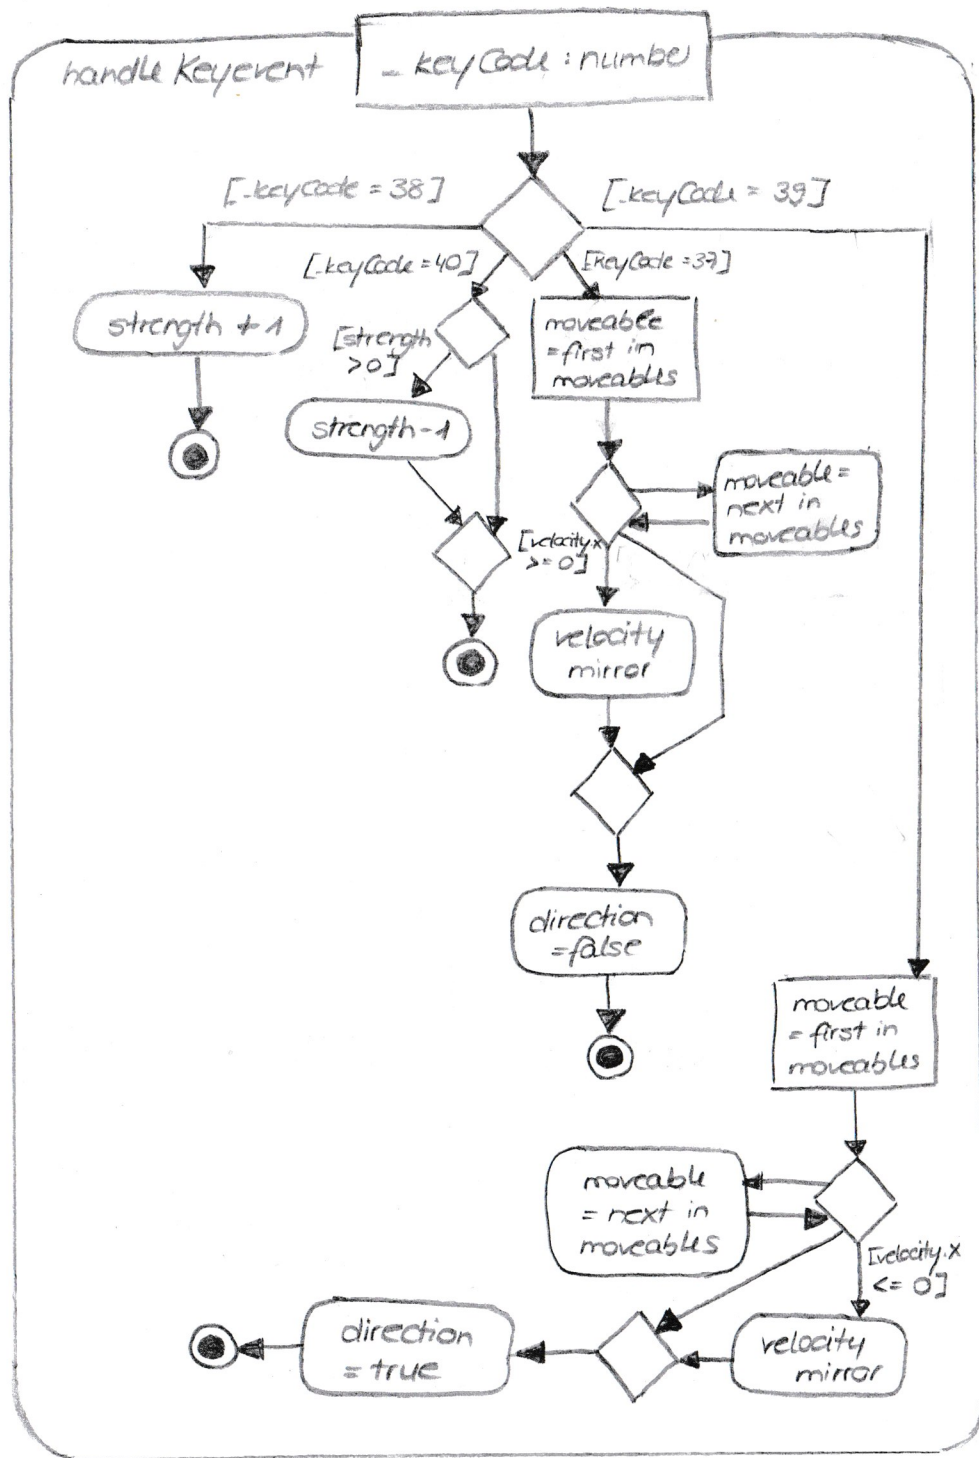 handle Keyevent
_ keyCode : number
[_keyCode = 38]
[_keyCode = 39]
[_keyCode = 40]
[keyCode = 37]
strength + 1
[strength
>0]
strength-1
moveable
=first in
moveables
moveable=
next in
moveables
[velocity.x
>= 0]
velocity
mirror
direction
=false
moveable
= first in
moveables
moveable
= next in
moveables
[velocity.x
<= 0]
velocity
mirror
direction
= true